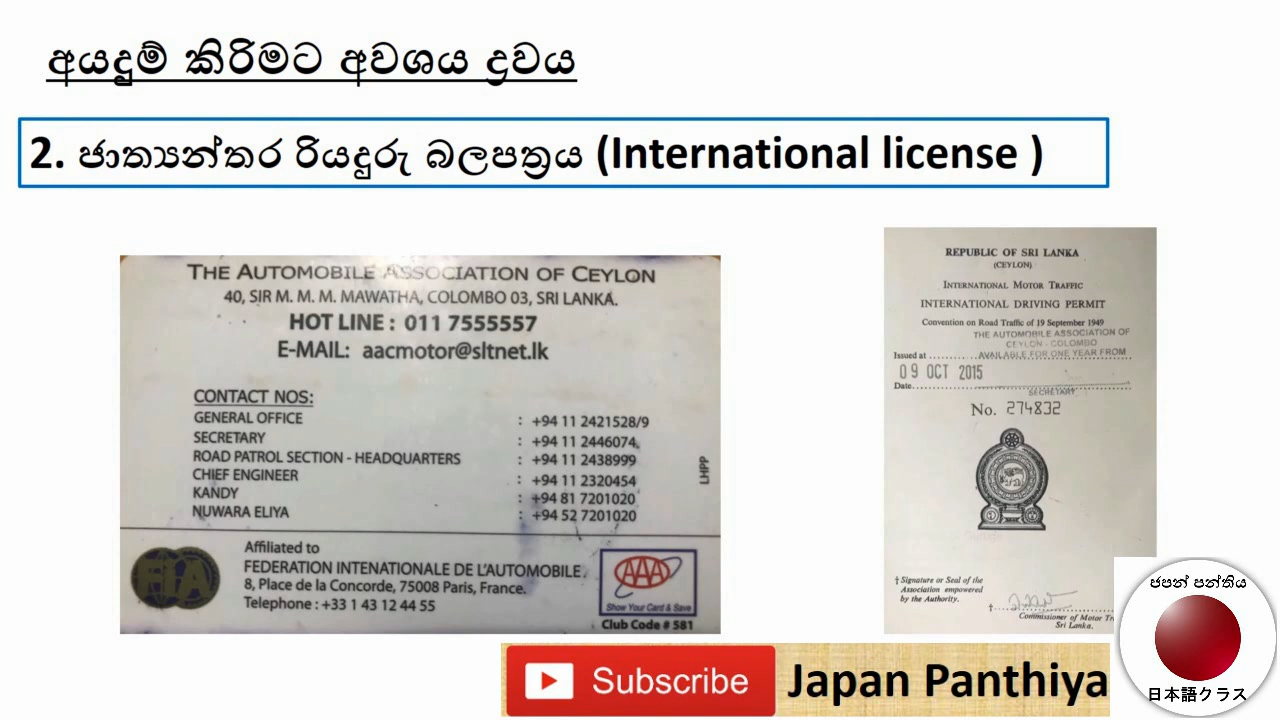 අයදුම් කිරිමට අවශය ද්‍රවය
2. ජාත්‍යන්තර රියදුරු බලපත්‍රය (International license )
THE AUTOMOBILE ASSOCIATION OF CEYLON
40, SIR M. M. M. MAWATHA, COLOMBO 03, SRI LANKA.
HOT LINE : 011 7555557
E-MAIL: aacmotor@sltnet.lk
CONTACT NOS:
GENERAL OFFICE : +94 11 2421528/9
SECRETARY : +94 11 2446074
ROAD PATROL SECTION - HEADQUARTERS : +94 11 2438999
CHIEF ENGINEER : +94 11 2320454
KANDY : +94 81 7201020
NUWARA ELIYA : +94 52 7201020
LHPP
Affiliated to
FEDERATION INTENATIONALE DE L'AUTOMOBILE,
8, Place de la Concorde, 75008 Paris, France.
Telephone : +33 1 43 12 44 55
FIA
AAA
Show Your Card & Save
Club Code # 581
REPUBLIC OF SRI LANKA
(CEYLON)
INTERNATIONAL MOTOR TRAFFIC
INTERNATIONAL DRIVING PERMIT
Convention on Road Traffic of 19 September 1949
THE AUTOMOBILE ASSOCIATION OF
CEYLON - COLOMBO
Issued at AVAILABLE FOR ONE YEAR FROM
09 OCT 2015
Date
SECRETARY
No. 274832
†Signature or Seal of the
Association empowered
by the Authority.
†
Commissioner of Motor
Sri Lanka.
Subscribe
Japan Panthiya
ජපන් පන්තිය
日本語クラス